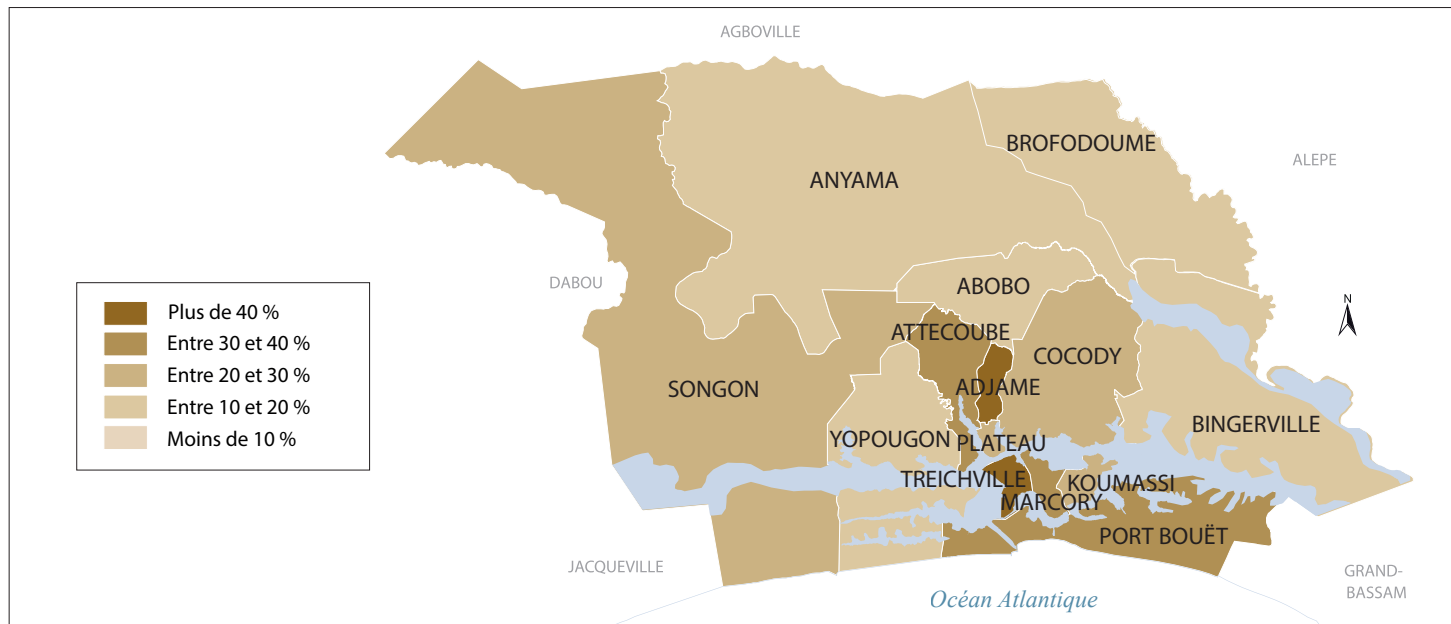 AGBOVILLE
BROFODOUME
ALEPE
ANYAMA
DABOU
ABOBO
N
Plus de 40 %
Entre 30 et 40 %
Entre 20 et 30 %
Entre 10 et 20 %
Moins de 10 %
ATTECOUBE
COCODY
SONGON
ADJAME
BINGERVILLE
YOPOUGON
PLATEAU
TREICHVILLE
KOUMASSI
MARCORY
PORT BOUËT
JACQUEVILLE
GRAND-
BASSAM
Océan Atlantique